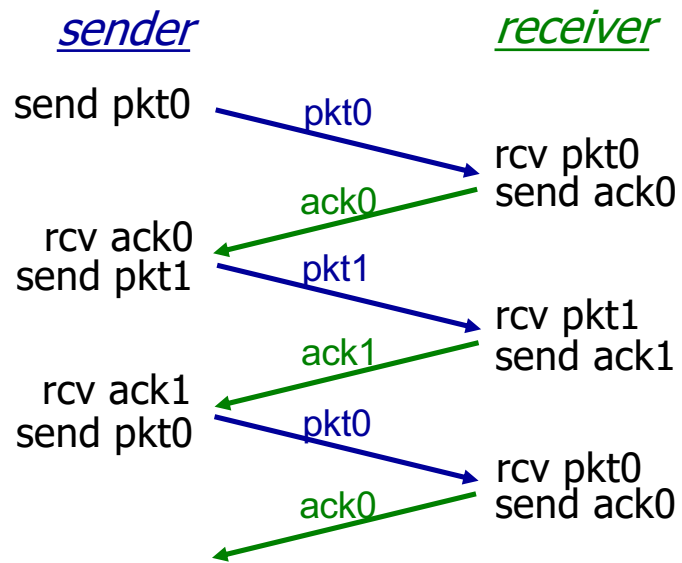 sender
receiver
send pkt0
pkt0
rcv pkt0
send ack0
ack0
rcv ack0
send pkt1
pkt1
rcv pkt1
send ack1
ack1
rcv ack1
send pkt0
pkt0
rcv pkt0
send ack0
ack0